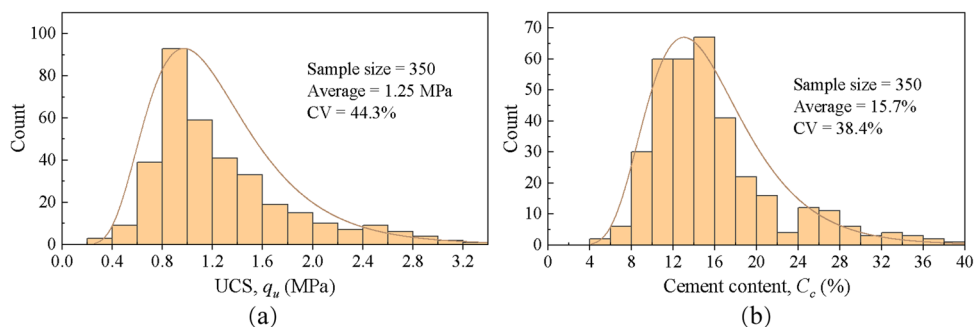 100
80
60
40
20
0
Count
Sample size = 350
Average = 1.25 MPa
CV = 44.3%
0.0 0.4 0.8 1.2 1.6 2.0 2.4 2.8 3.2
UCS, qu (MPa)
(a)
70
60
50
40
30
20
10
0
Count
Sample size = 350
Average = 15.7%
CV = 38.4%
0 4 8 12 16 20 24 28 32 36 40
Cement content, Cc (%)
(b)